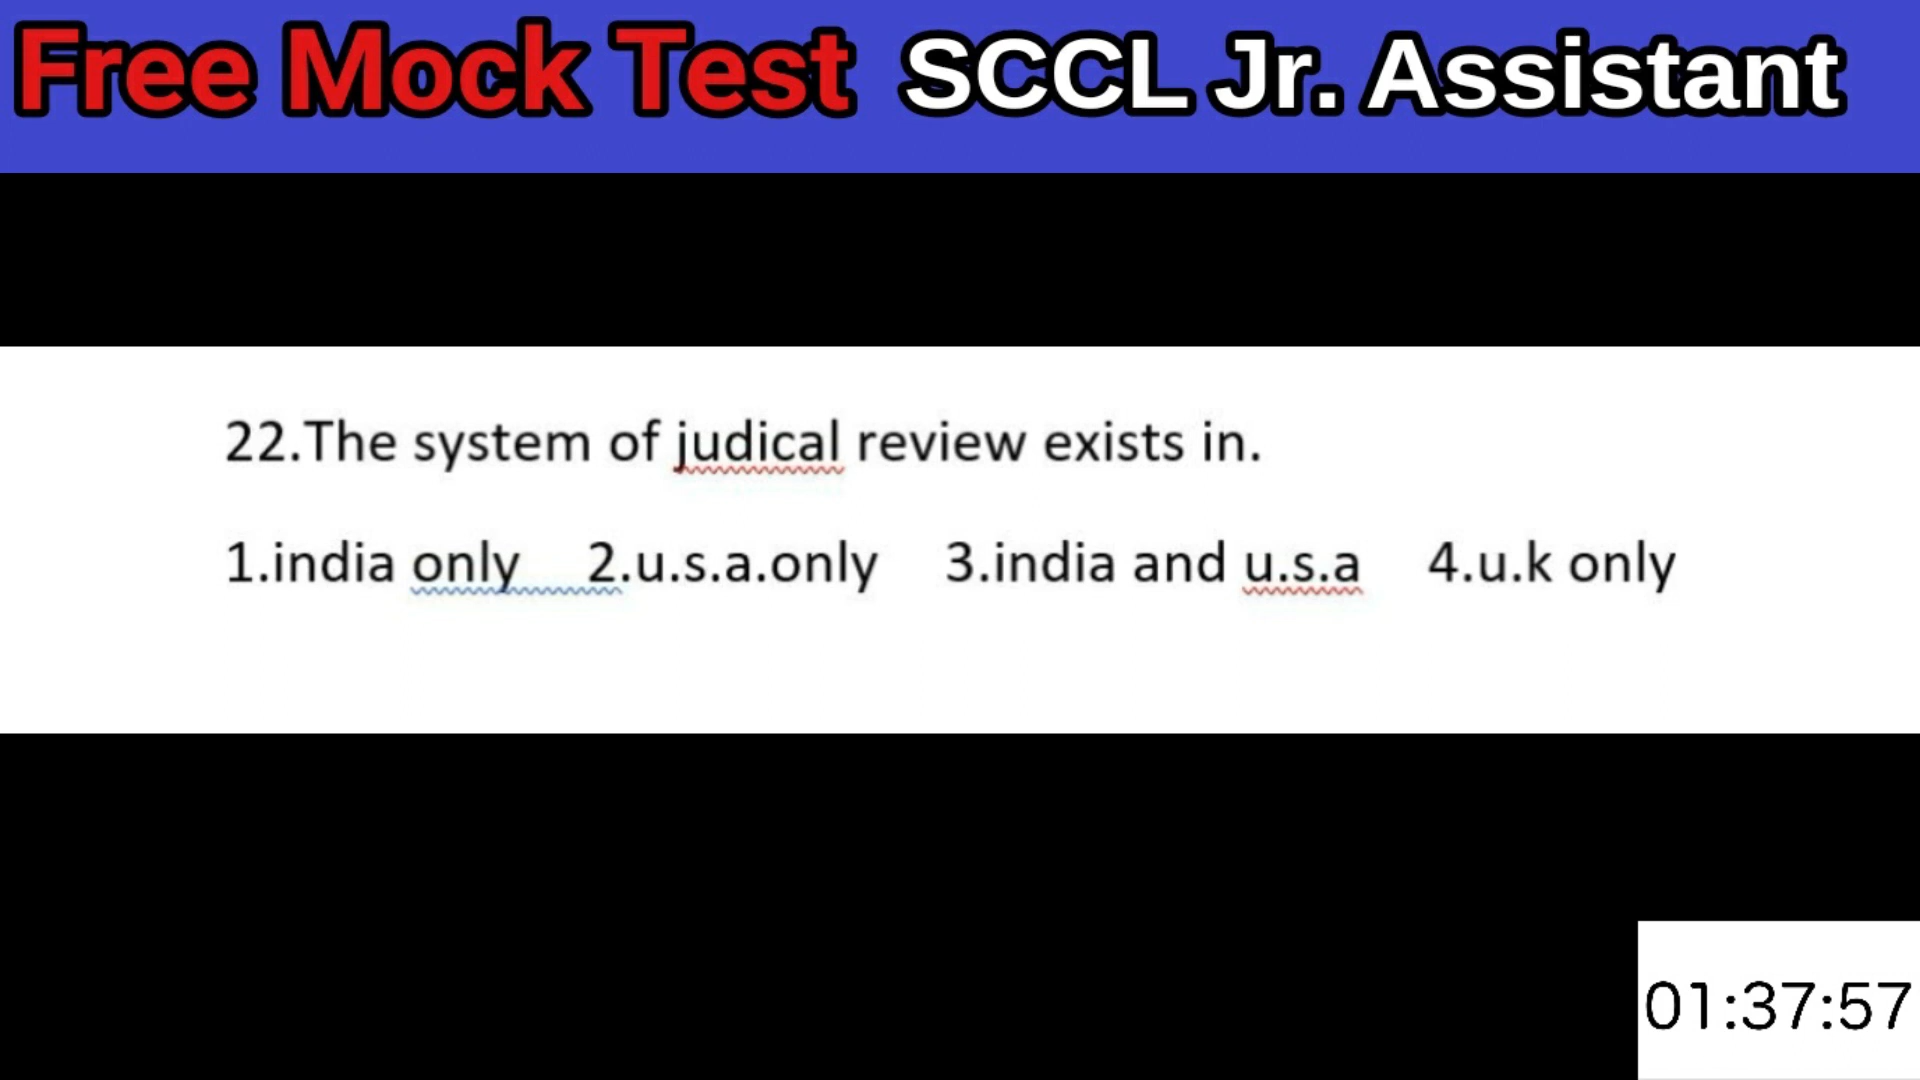 Free Mock Test SCCL Jr. Assistant
22.The system of judical review exists in.
1.india only 2.u.s.a.only 3.india and u.s.a 4.u.k only
01:37:57